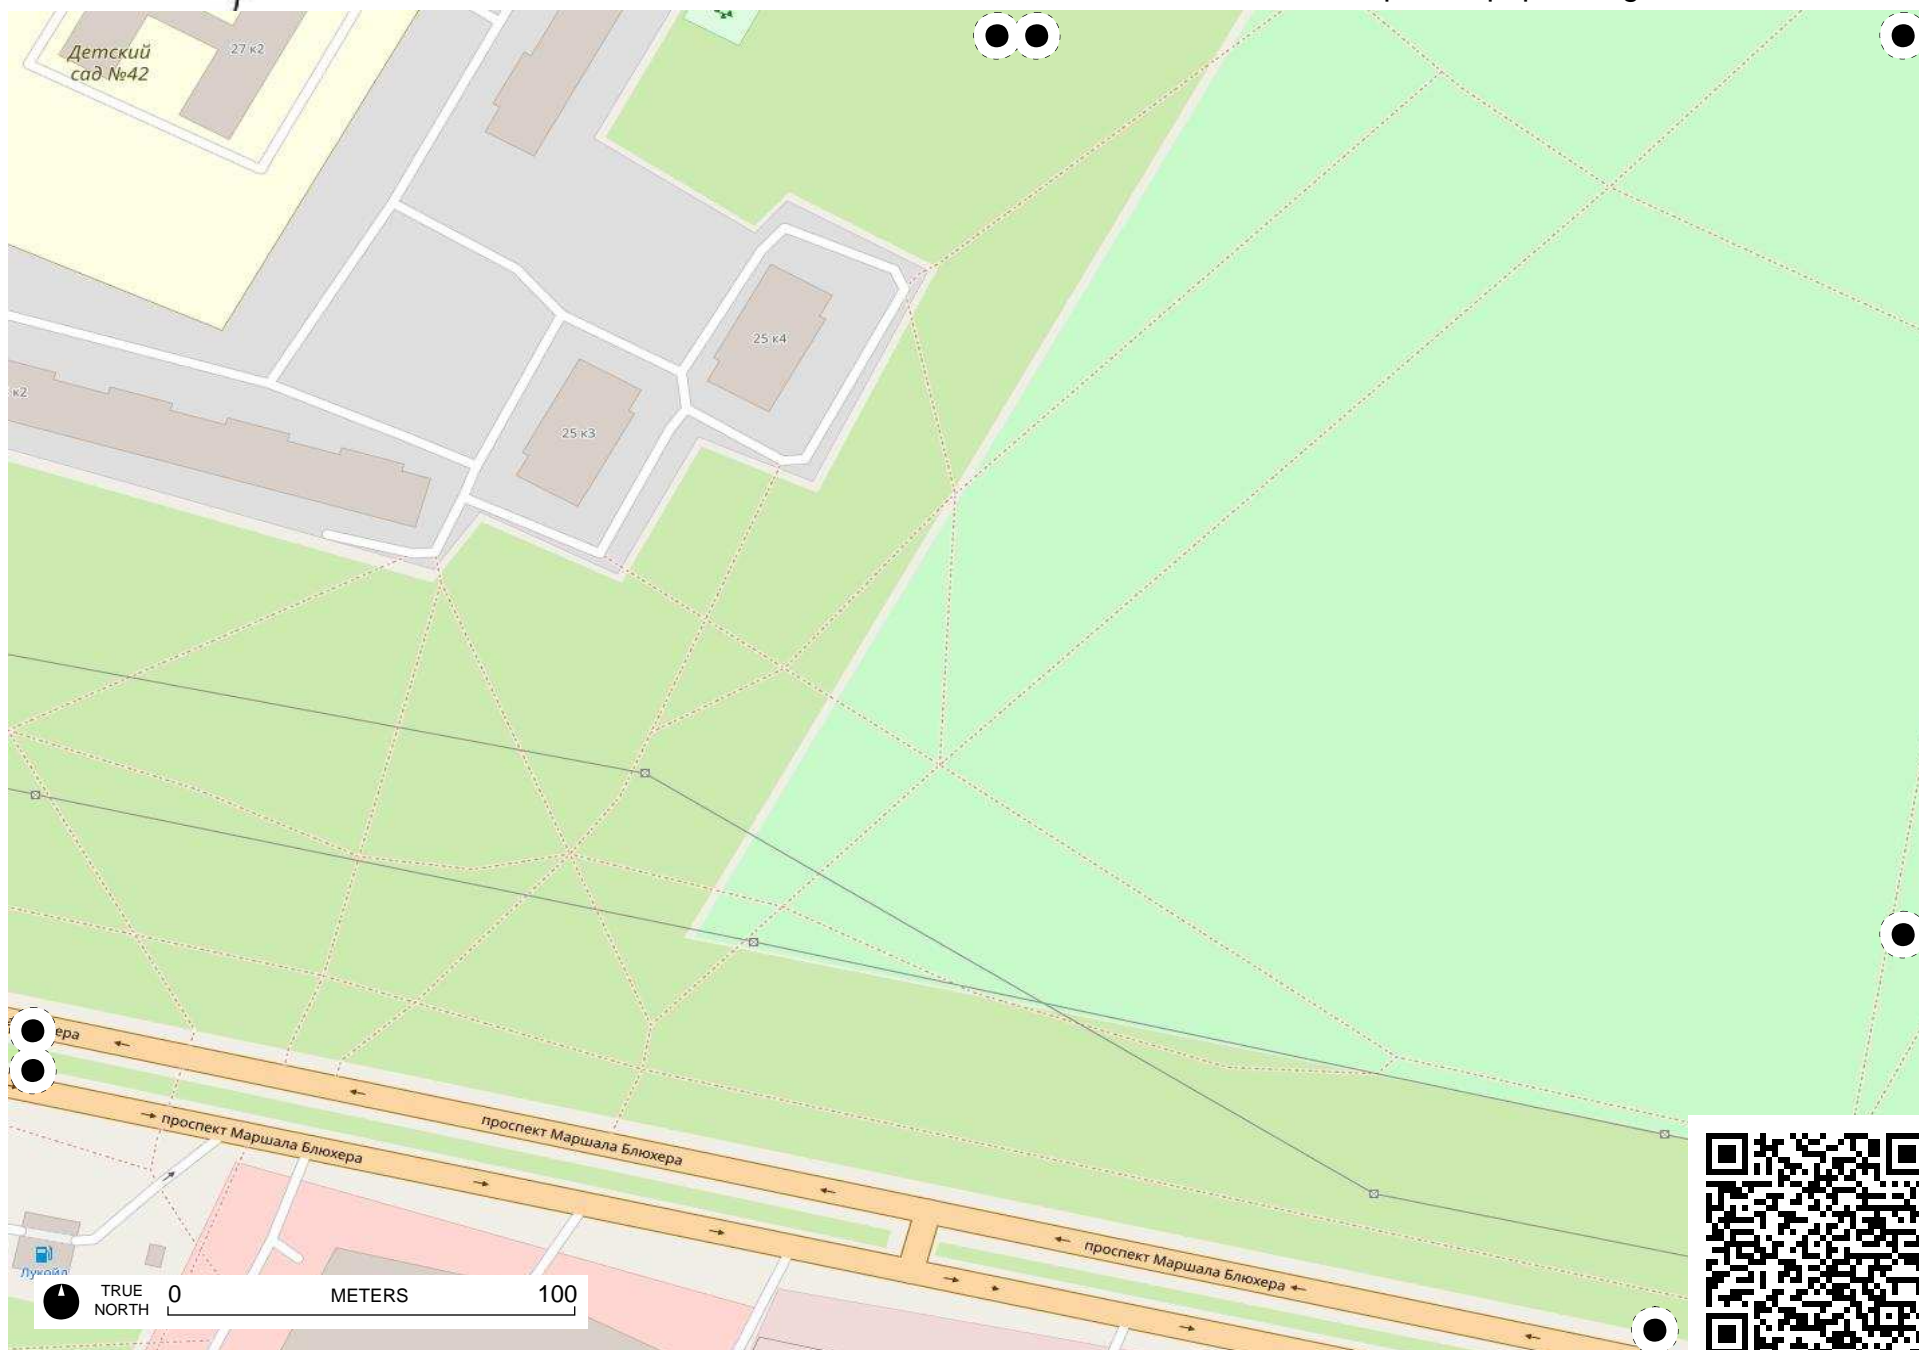 Детский
сад №42
27 к2
25 к4
к2
25 к3
ера
проспект Маршала Блюхера
проспект Маршала Блюхера
проспект Маршала Блюхера
Лукойл
TRUE
NORTH
0
METERS
100